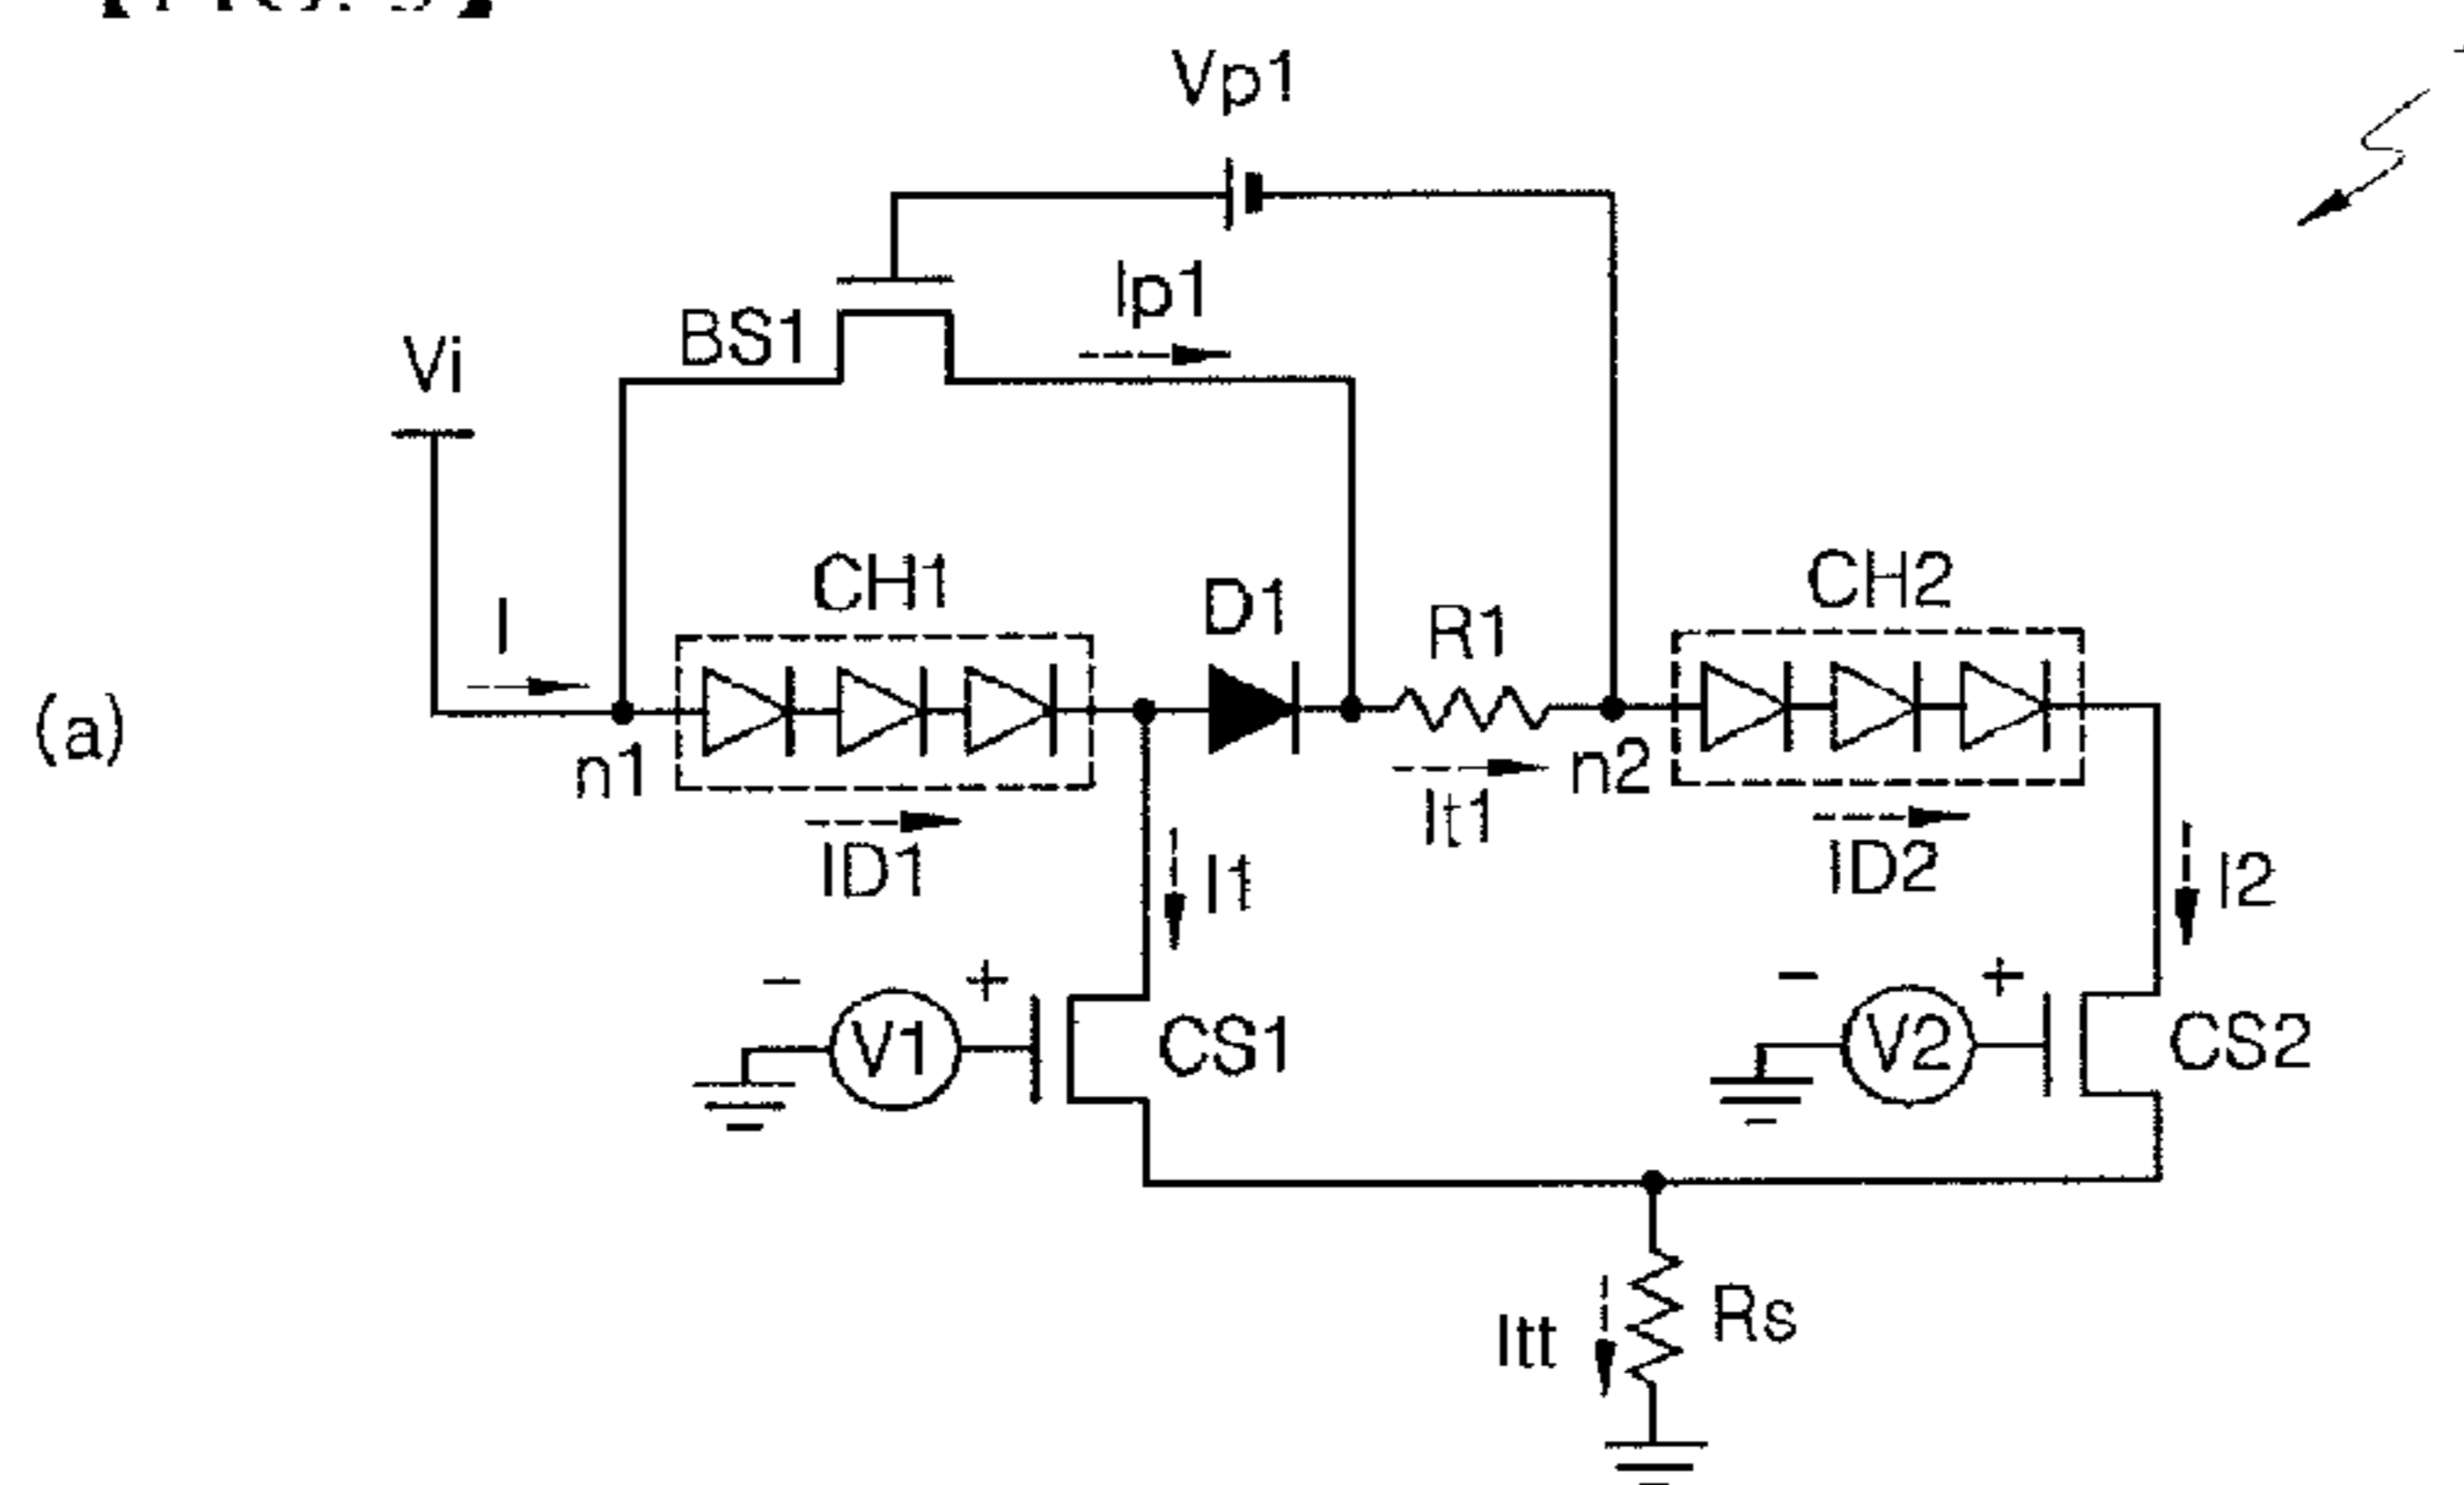 Vp1
Ip1
BS1
Vi
CH1
D1
R1
CH2
I
(a)
n1
n2
It1
ID1
ID2
I1
I2
- +
- +
V1
CS1
V2
CS2
Itt
Rs